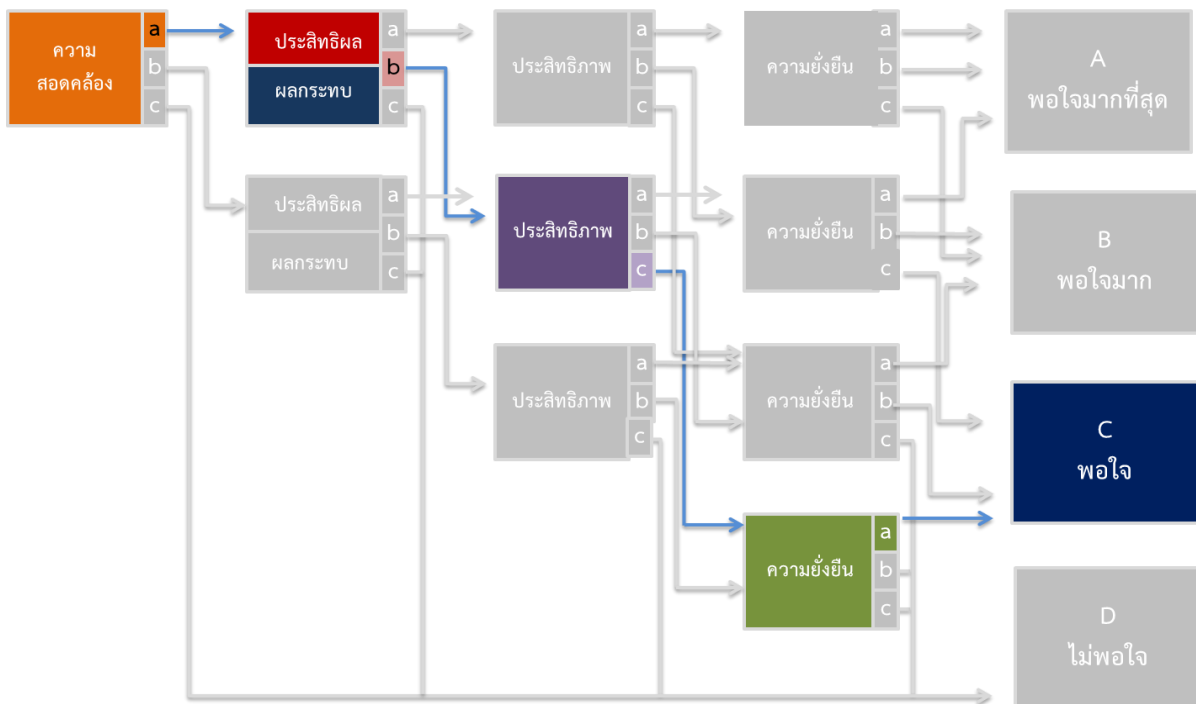 ความ
สอดคล้อง
a
b
c
ประสิทธิผล
ผลกระทบ
a
b
c
ประสิทธิภาพ
a
b
c
ความยั่งยืน
a
b
c
A
พอใจมากที่สุด
ประสิทธิผล
ผลกระทบ
a
b
c
ประสิทธิภาพ
a
b
c
ความยั่งยืน
a
b
c
B
พอใจมาก
ประสิทธิภาพ
a
b
c
ความยั่งยืน
a
b
c
C
พอใจ
ความยั่งยืน
a
b
c
D
ไม่พอใจ